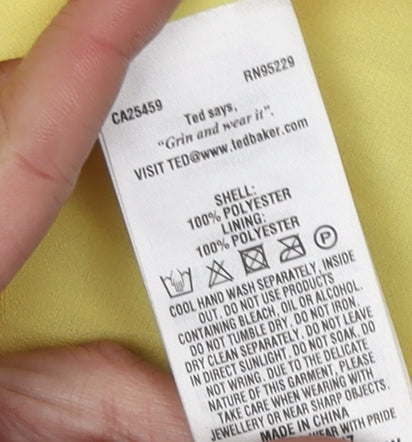 CA25459 RN95229
Ted says,
“Grin and wear it”.
VISIT TED@www.tedbaker.com
SHELL:
100% POLYESTER
LINING:
100% POLYESTER
P
COOL HAND WASH SEPARATELY, INSIDE
OUT. DO NOT USE PRODUCTS
CONTAINING BLEACH, OIL OR ALCOHOL.
DO NOT TUMBLE DRY. DO NOT IRON.
DRY CLEAN SEPARATELY. DO NOT LEAVE
IN DIRECT SUNLIGHT. DO NOT SOAK. DO
NOT WRING. DUE TO THE DELICATE
NATURE OF THIS GARMENT, PLEASE
TAKE CARE WHEN WEARING WITH
JEWELLERY OR NEAR SHARP OBJECTS.
MADE IN CHINA
WEAR WITH PRIDE